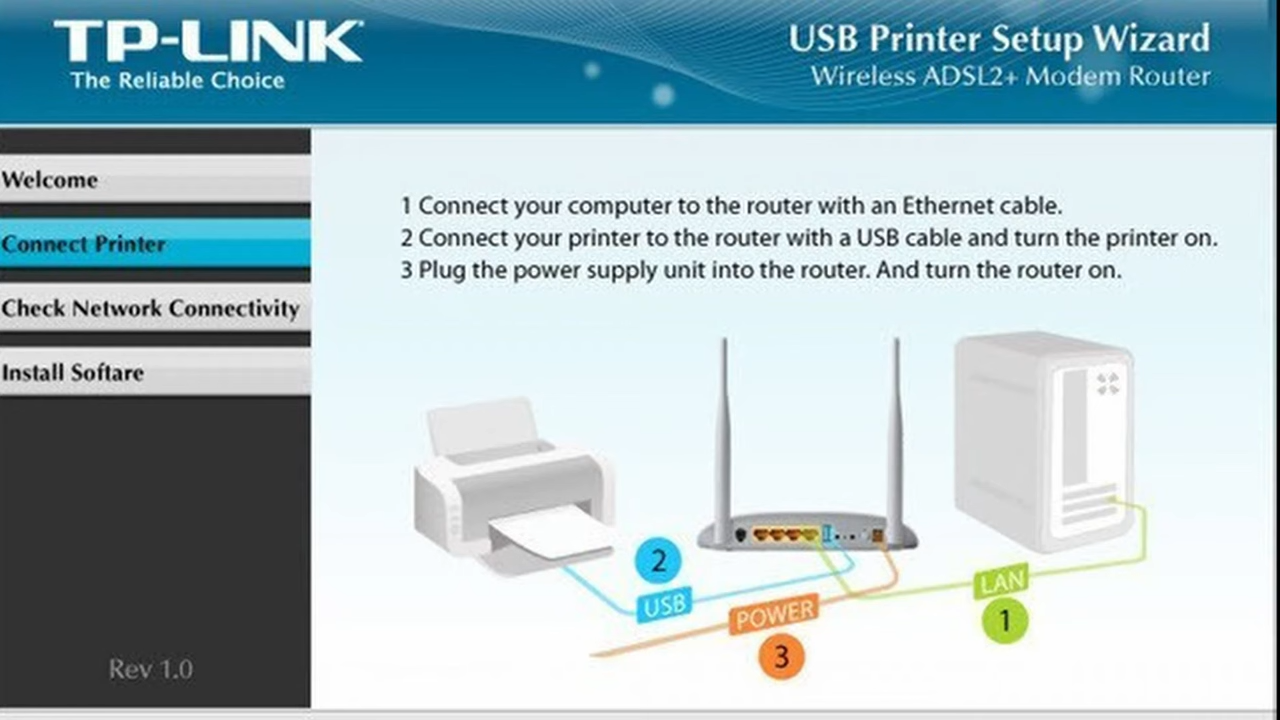 TP-LINK
The Reliable Choice
USB Printer Setup Wizard
Wireless ADSL2+ Modem Router
Welcome
Connect Printer
Check Network Connectivity
Install Softare
Rev 1.0
1 Connect your computer to the router with an Ethernet cable.
2 Connect your printer to the router with a USB cable and turn the printer on.
3 Plug the power supply unit into the router. And turn the router on.
2
USB
POWER
3
LAN
1